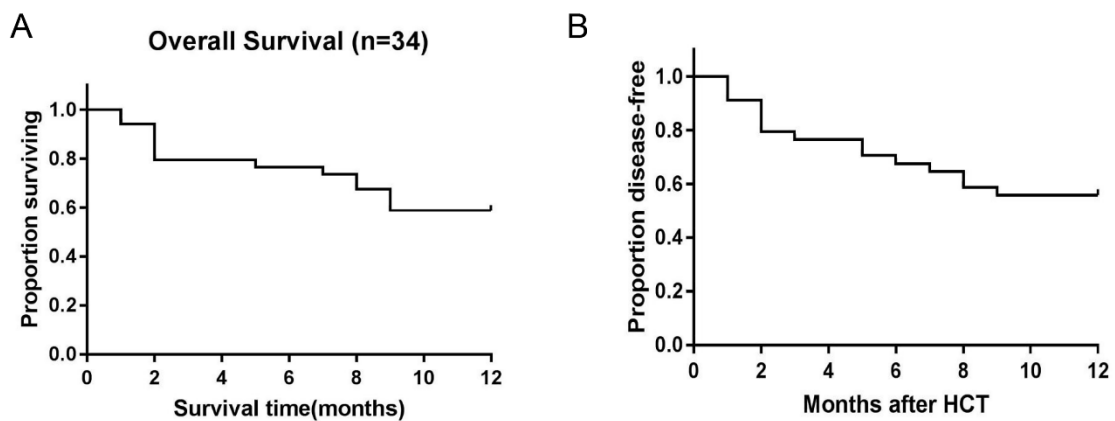 A
Overall Survival (n=34)
Proportion surviving
1.0
0.8
0.6
0.4
0.2
0.0
0 2 4 6 8 10 12
Survival time(months)
B
Proportion disease-free
1.0
0.8
0.6
0.4
0.2
0.0
0 2 4 6 8 10 12
Months after HCT